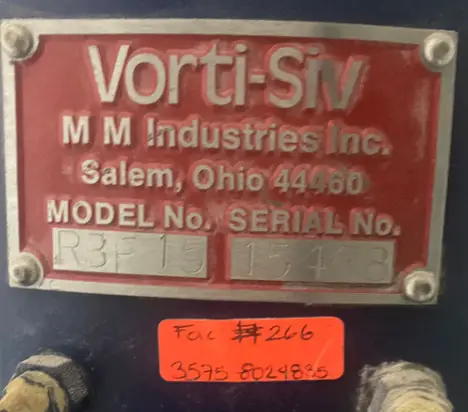 Vorti-Siv
M M Industries Inc.
Salem, Ohio 44460
MODEL No. SERIAL No.
R3F15
Fac # 266
3575 8024835